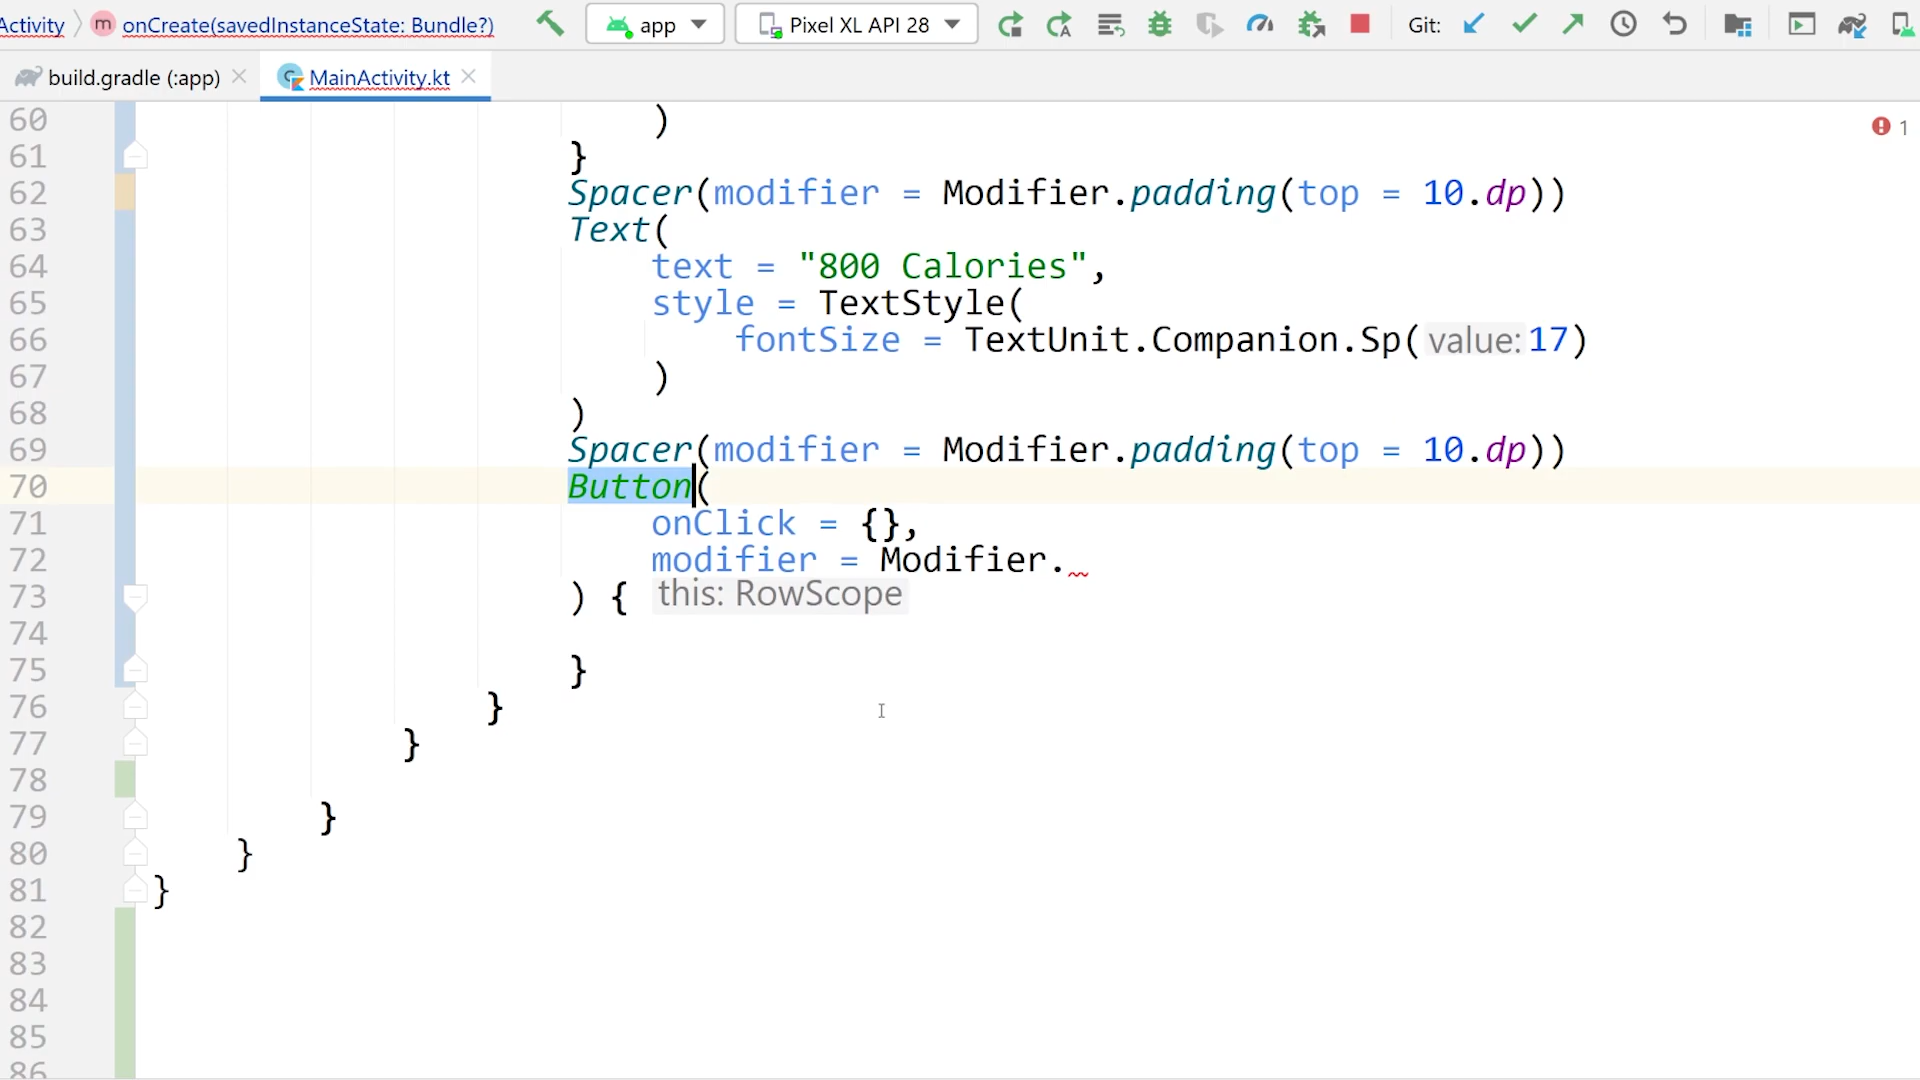 Activity m onCreate(savedInstanceState: Bundle?) app Pixel XL API 28 Git:
build.gradle (:app) MainActivity.kt
60 )
1
61 }
62 Spacer(modifier = Modifier.padding(top = 10.dp))
63 Text(
64 text = "800 Calories",
65 style = TextStyle(
66 fontSize = TextUnit.Companion.Sp( value: 17)
67 )
68 )
69 Spacer(modifier = Modifier.padding(top = 10.dp))
70 Button(
71 onClick = {},
72 modifier = Modifier.
73 ) { this: RowScope
74
75 }
76 }
77 }
78
79 }
80 }
81 }
82
83
84
85
86